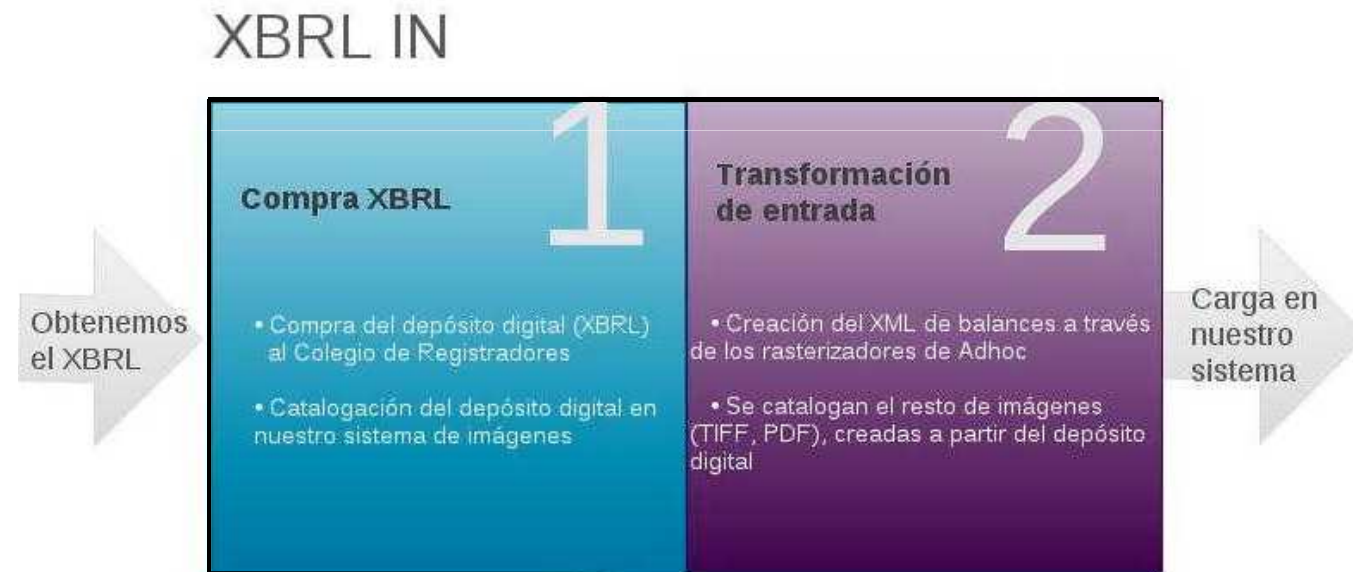 XBRL IN
Obtenemos
el XBRL
1
Compra XBRL
• Compra del depósito digital (XBRL)
al Colegio de Registradores
• Catalogación del depósito digital en
nuestro sistema de imágenes
2
Transformación
de entrada
• Creación del XML de balances a través
de los rasterizadores de Adhoc
• Se catalogan el resto de imágenes
(TIFF, PDF), creadas a partir del depósito
digital
Carga en
nuestro
sistema